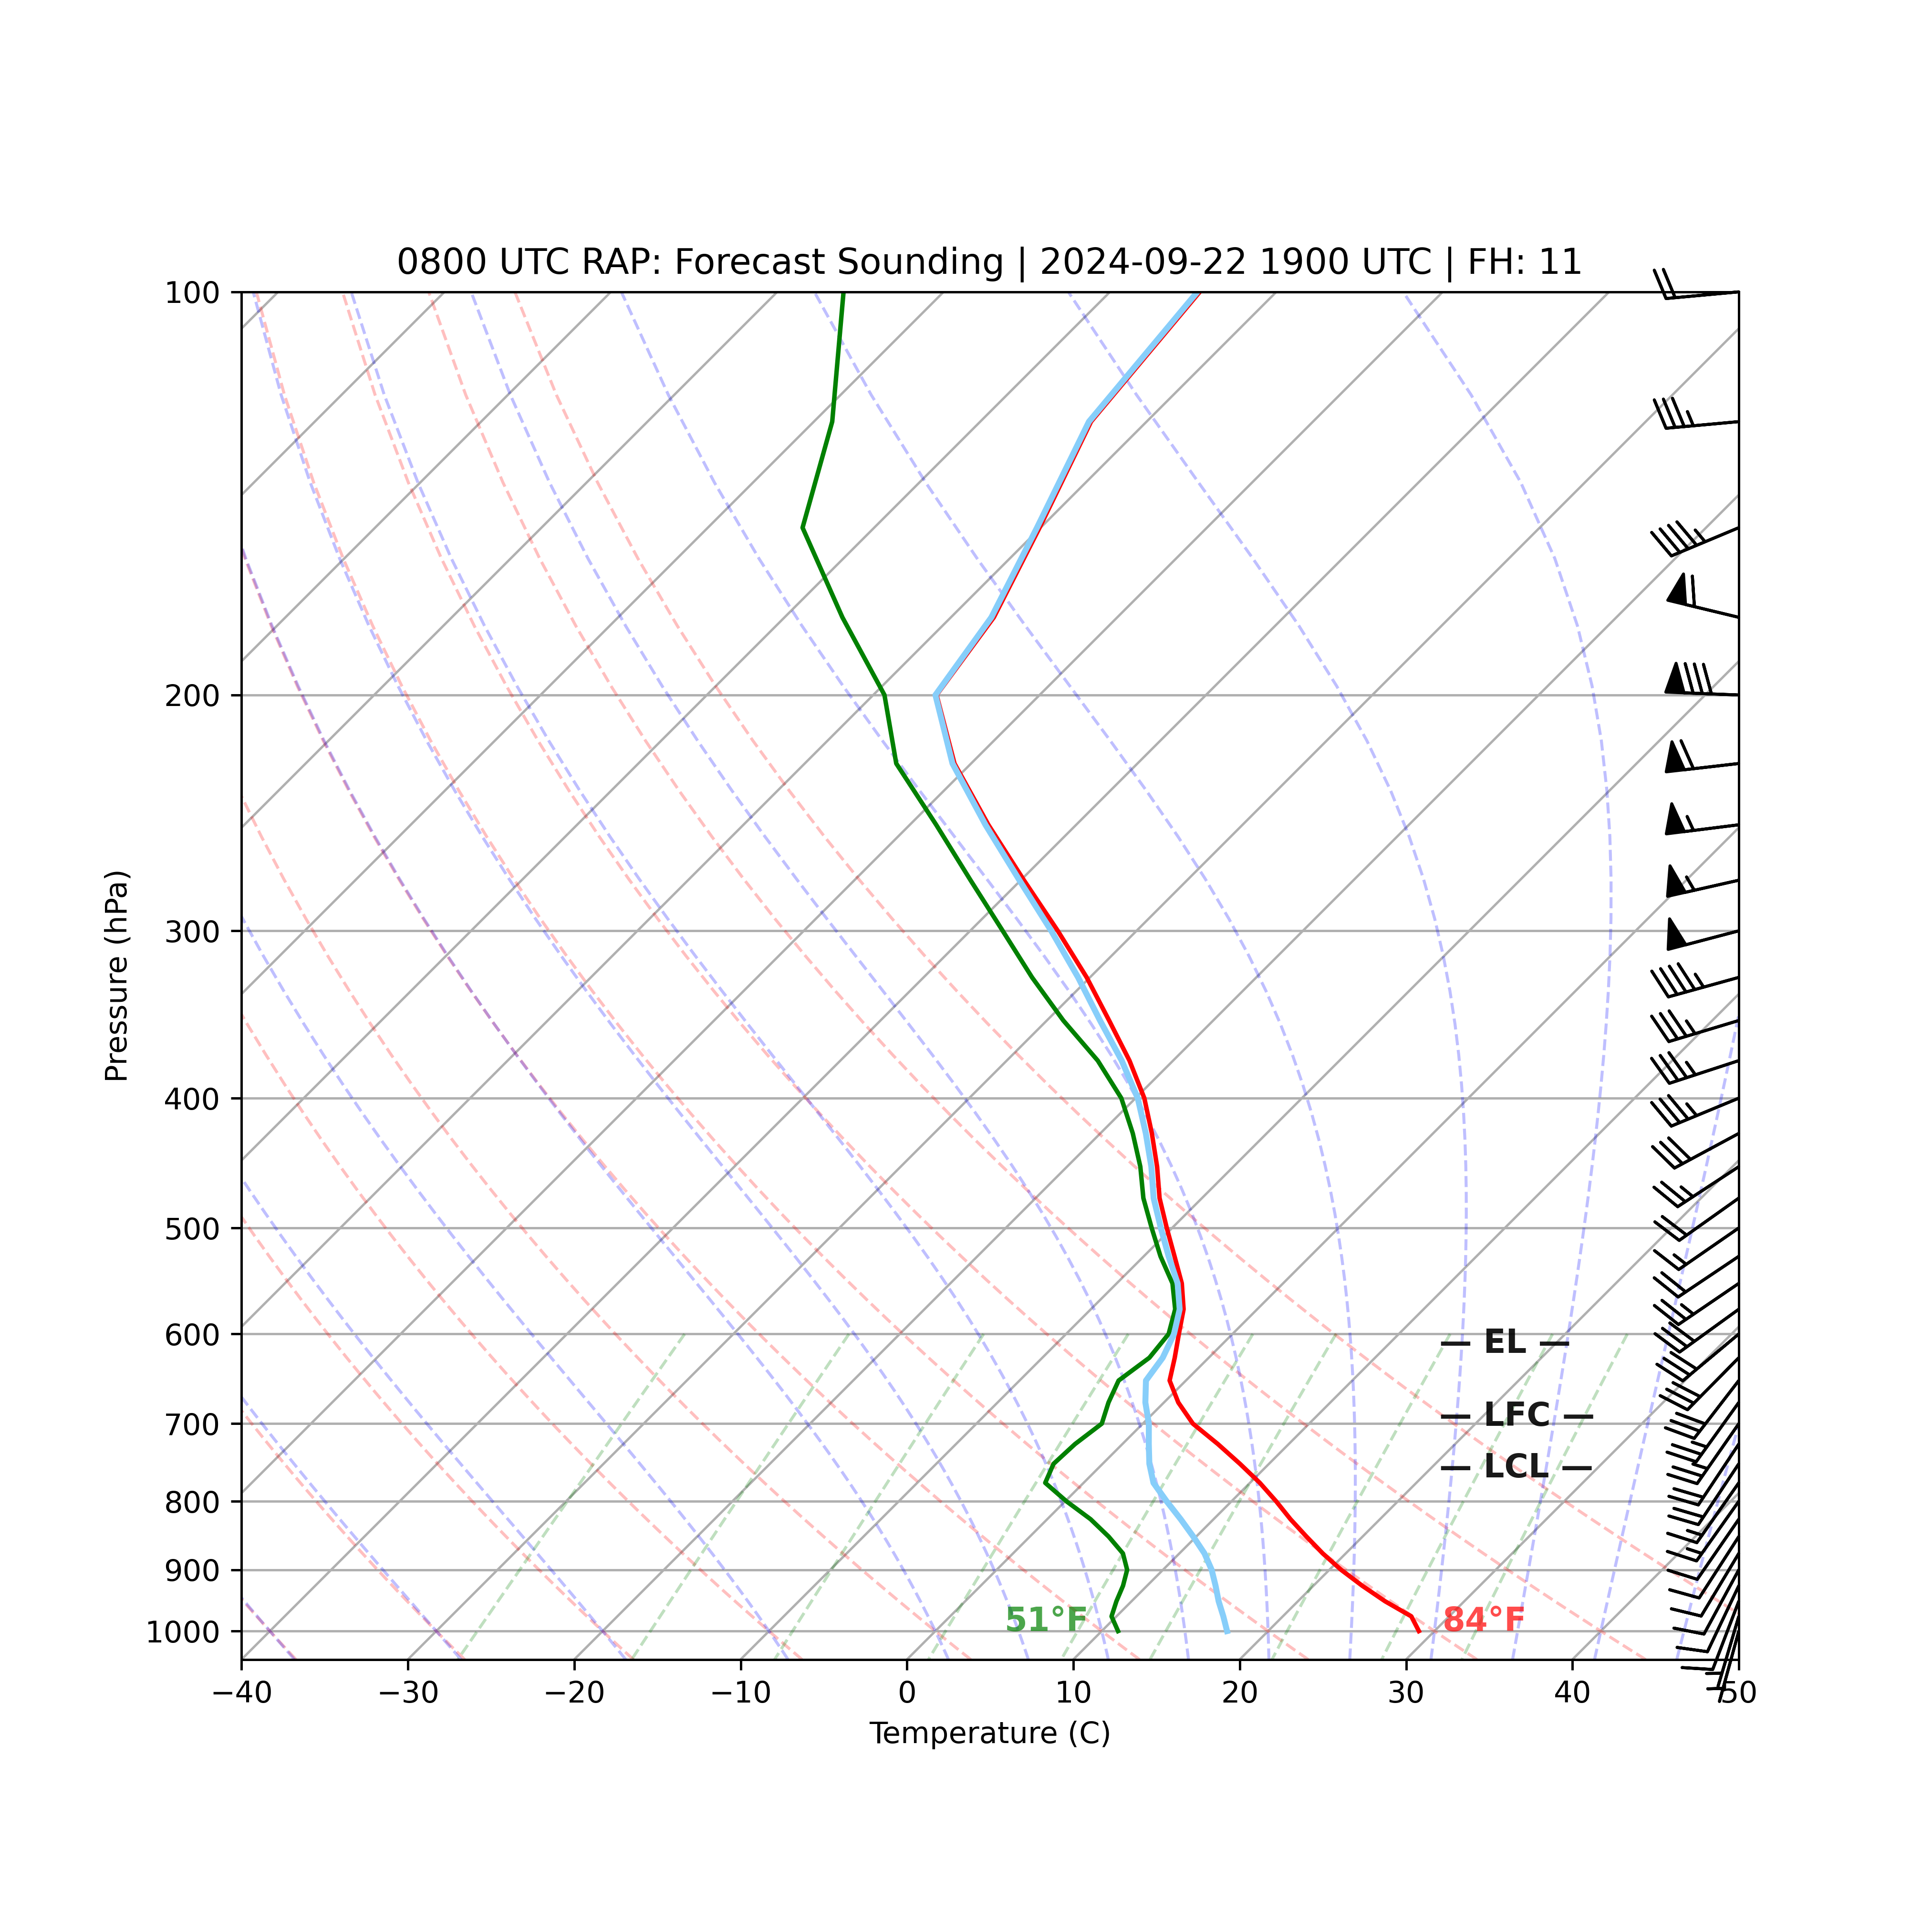 0800 UTC RAP: Forecast Sounding | 2024-09-22 1900 UTC | FH: 11
100
200
300
400
500
600
700
800
900
1000
Pressure (hPa)
— EL —
— LFC —
— LCL —
51°F
84°F
−40
−30
−20
−10
0
10
20
30
40
50
Temperature (C)